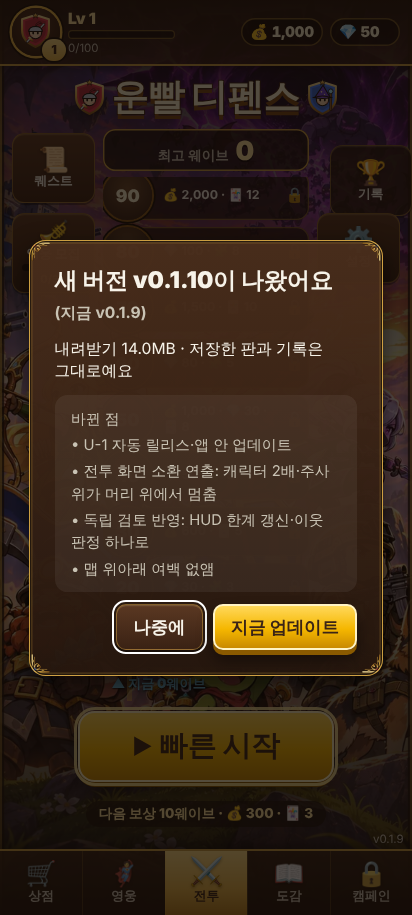 Lv 1
1
0/100
1,000
50
운빨 디펜스
최고 웨이브 0
퀘스트
기록
90
2,000 · 12
새 버전 v0.1.10이 나왔어요
(지금 v0.1.9)
내려받기 14.0MB · 저장한 판과 기록은
그대로예요
바뀐 점
• U-1 자동 릴리스·앱 안 업데이트
• 전투 화면 소환 연출: 캐릭터 2배·주사
위가 머리 위에서 멈춤
• 독립 검토 반영: HUD 한계 갱신·이웃
판정 하나로
• 맵 위아래 여백 없앰
나중에
지금 업데이트
▲ 지금 0웨이브
▶ 빠른 시작
다음 보상 10웨이브 · 300 · 3
v0.1.9
상점
영웅
전투
도감
캠페인